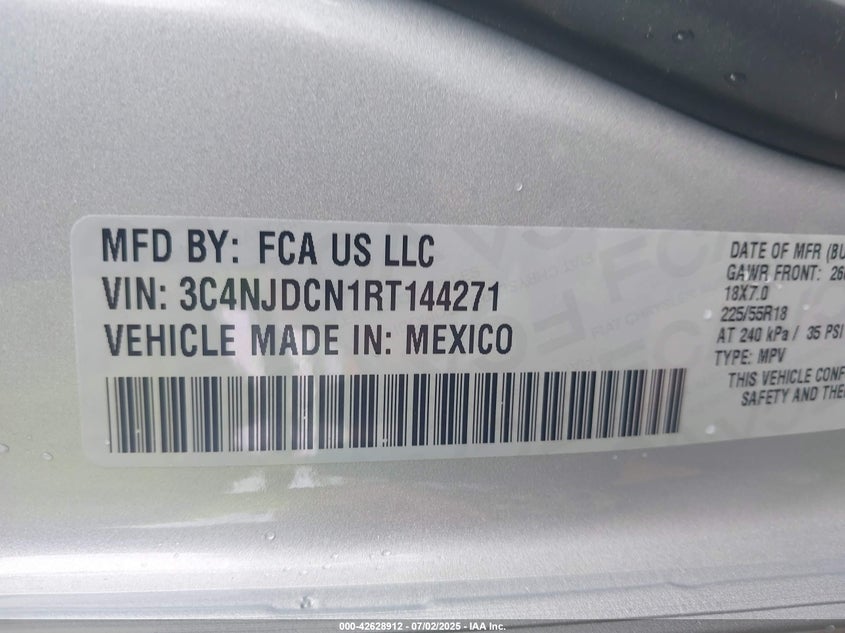 MFD BY: FCA US LLC
VIN: 3C4NJDCN1RT144271
VEHICLE MADE IN: MEXICO
DATE OF MFR
GAWR FRONT:
18X7.0
225/55R18
AT 240 kPa / 35 PSI
TYPE: MPV
THIS VEHICLE
SAFETY AND
000-42628912 - 07/02/2025 - IAA Inc.